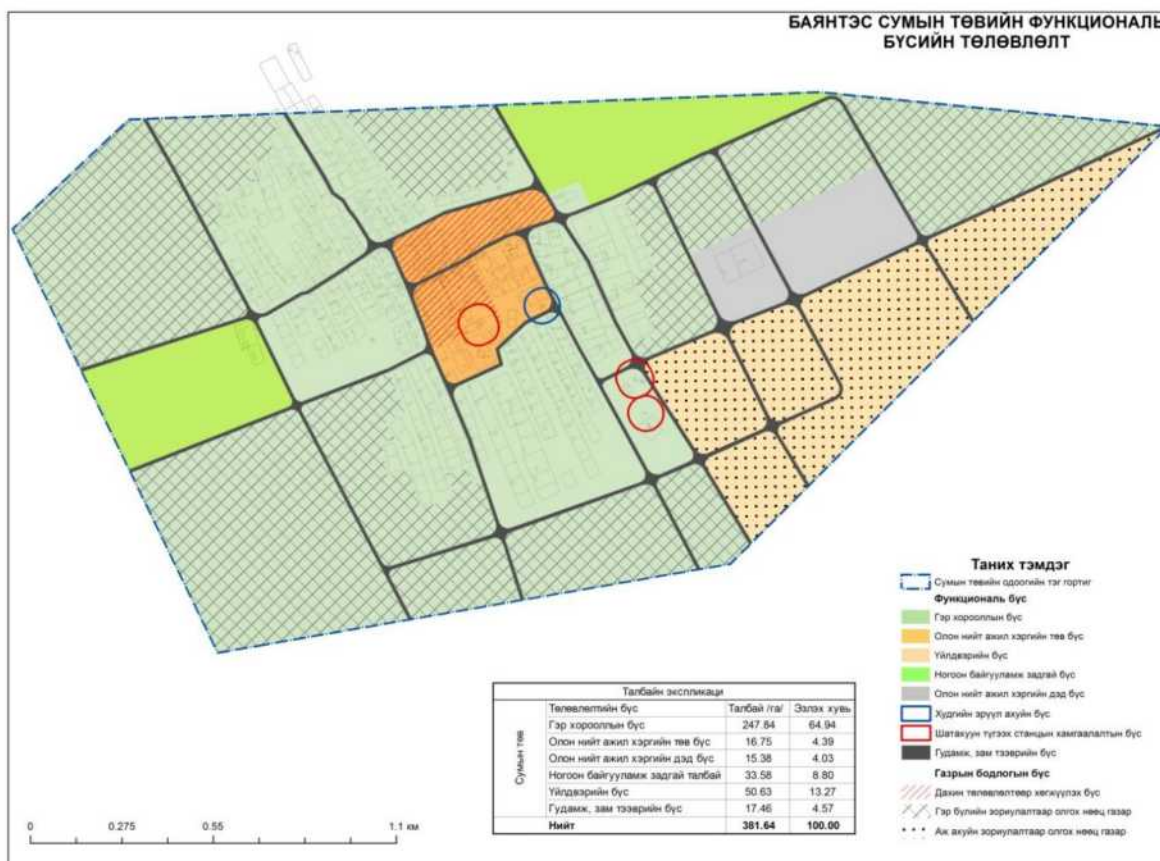 БАЯНТЭС СУМЫН ТӨВИЙН ФУНКЦИОНАЛЬ
БҮСИЙН ТӨЛӨВЛӨЛТ
Таних тэмдэг
Сумын төвийн одоогийн тэг гортиг
Функциональ бүс
Гэр хорооллын бүс
Олон нийт ажил хэргийн төв бүс
Үйлдвэрийн бүс
Ногоон байгууламж задгай бүс
Олон нийт ажил хэргийн дэд бүс
Худгийн эрүүл ахуйн бүс
Шатахуун түгээх станцын хамгаалалтын бүс
Гудамж, зам тээврийн бүс
Газрын бодлогын бүс
Дахин төлөвлөлтөөр хөгжүүлэх бүс
Гэр бүлийн зориулалтаар олгох нөөц газар
Аж ахуйн зориулалтаар олгох нөөц газар
Талбайн экспликаци
Сумын төв
Төлөвлөлтийн бүс Талбай /га/ Эзлэх хувь
Гэр хорооллын бүс 247.84 64.94
Олон нийт ажил хэргийн төв бүс 16.75 4.39
Олон нийт ажил хэргийн дэд бүс 15.38 4.03
Ногоон байгууламж задгай талбай 33.58 8.80
Үйлдвэрийн бүс 50.63 13.27
Гудамж, зам тээврийн бүс 17.46 4.57
Нийт 381.64 100.00
0 0.275 0.55 1.1 км